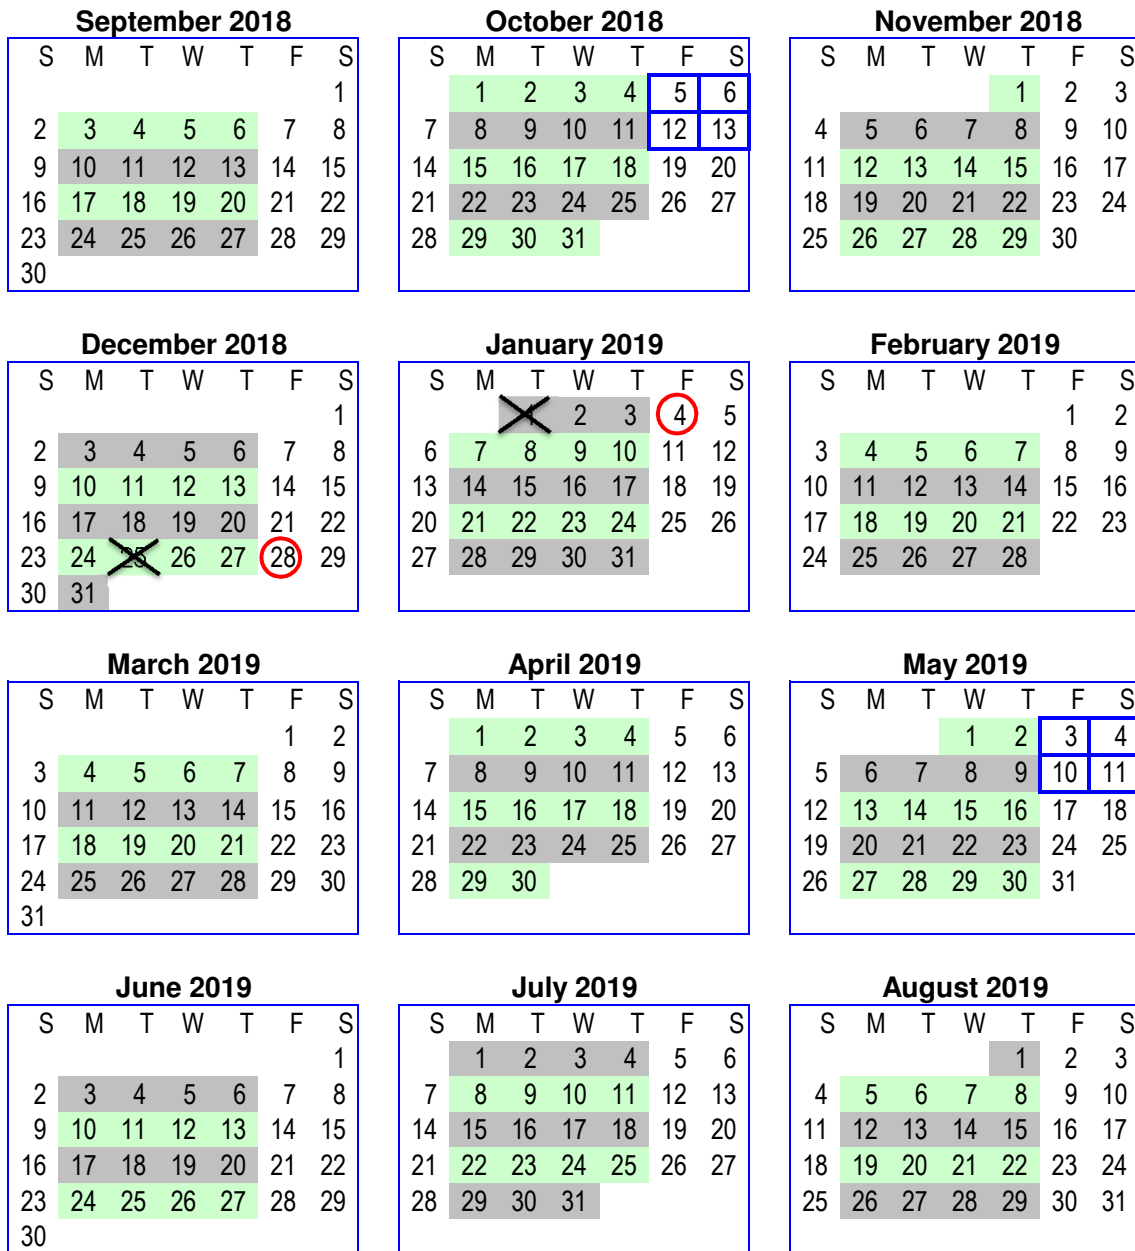 September 2018
S M T W T F S
1
2 3 4 5 6 7 8
9 10 11 12 13 14 15
16 17 18 19 20 21 22
23 24 25 26 27 28 29
30
October 2018
S M T W T F S
1 2 3 4 5 6
7 8 9 10 11 12 13
14 15 16 17 18 19 20
21 22 23 24 25 26 27
28 29 30 31
November 2018
S M T W T F S
1 2 3
4 5 6 7 8 9 10
11 12 13 14 15 16 17
18 19 20 21 22 23 24
25 26 27 28 29 30
December 2018
S M T W T F S
1
2 3 4 5 6 7 8
9 10 11 12 13 14 15
16 17 18 19 20 21 22
23 24 25 26 27 28 29
30 31
January 2019
S M T W T F S
1 2 3 4 5
6 7 8 9 10 11 12
13 14 15 16 17 18 19
20 21 22 23 24 25 26
27 28 29 30 31
February 2019
S M T W T F S
1 2
3 4 5 6 7 8 9
10 11 12 13 14 15 16
17 18 19 20 21 22 23
24 25 26 27 28
March 2019
S M T W T F S
1 2
3 4 5 6 7 8 9
10 11 12 13 14 15 16
17 18 19 20 21 22 23
24 25 26 27 28 29 30
31
April 2019
S M T W T F S
1 2 3 4 5 6
7 8 9 10 11 12 13
14 15 16 17 18 19 20
21 22 23 24 25 26 27
28 29 30
May 2019
S M T W T F S
1 2 3 4
5 6 7 8 9 10 11
12 13 14 15 16 17 18
19 20 21 22 23 24 25
26 27 28 29 30 31
June 2019
S M T W T F S
1
2 3 4 5 6 7 8
9 10 11 12 13 14 15
16 17 18 19 20 21 22
23 24 25 26 27 28 29
30
July 2019
S M T W T F S
1 2 3 4 5 6
7 8 9 10 11 12 13
14 15 16 17 18 19 20
21 22 23 24 25 26 27
28 29 30 31
August 2019
S M T W T F S
1 2 3
4 5 6 7 8 9 10
11 12 13 14 15 16 17
18 19 20 21 22 23 24
25 26 27 28 29 30 31